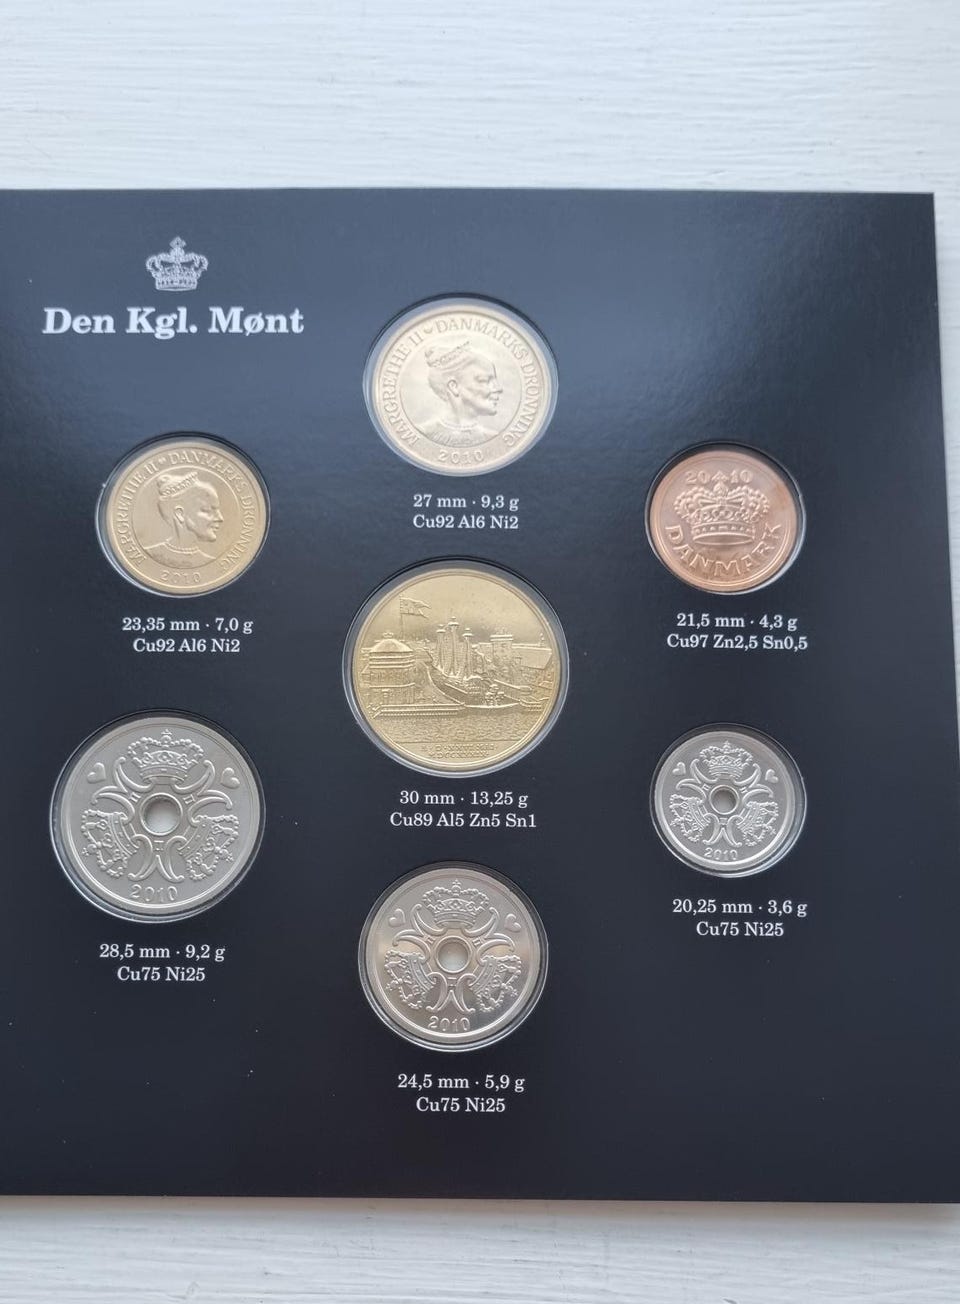 Den Kgl. Mønt
MARGRETHE II DANMARKS DRONNING
2010
27 mm · 9,3 g
Cu92 Al6 Ni2
MARGRETHE II DANMARKS DRONNING
2010
23,35 mm · 7,0 g
Cu92 Al6 Ni2
20 10
DANMARK
21,5 mm · 4,3 g
Cu97 Zn2,5 Sn0,5
30 mm · 13,25 g
Cu89 Al5 Zn5 Sn1
2010
28,5 mm · 9,2 g
Cu75 Ni25
2010
20,25 mm · 3,6 g
Cu75 Ni25
2010
24,5 mm · 5,9 g
Cu75 Ni25